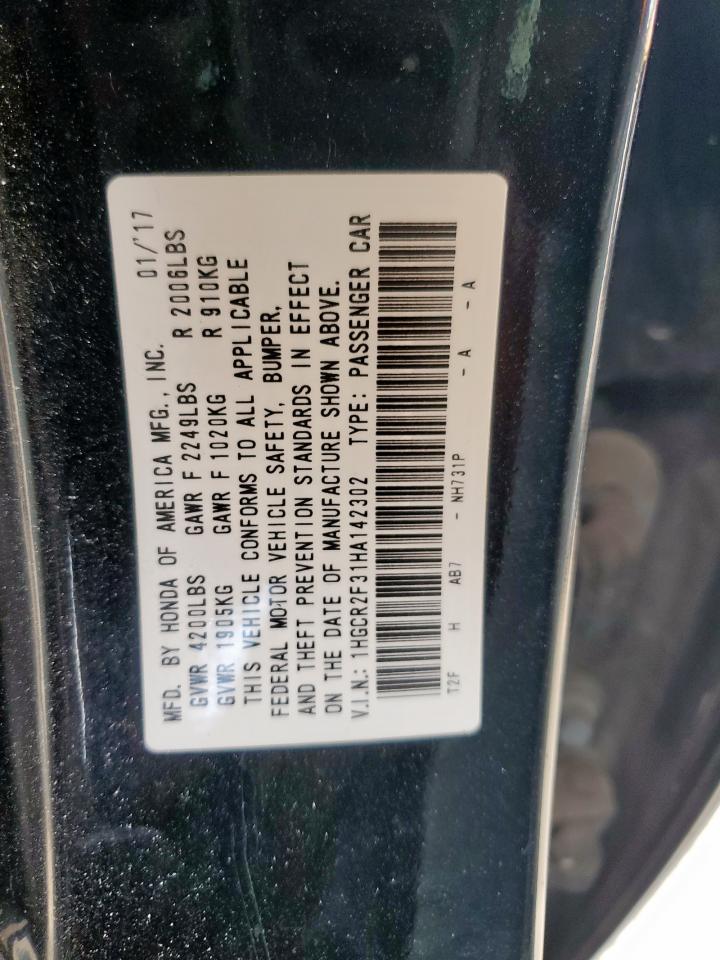 MFD. BY HONDA OF AMERICA MFG., INC. 01/'17
GVWR 4200LBS GAWR F 2249LBS R 2006LBS
GVWR 1905KG GAWR F 1020KG R 910KG
THIS VEHICLE CONFORMS TO ALL APPLICABLE
FEDERAL MOTOR VEHICLE SAFETY, BUMPER,
AND THEFT PREVENTION STANDARDS IN EFFECT
ON THE DATE OF MANUFACTURE SHOWN ABOVE.
V.I.N.: 1HGCR2F31HA142302 TYPE: PASSENGER CAR
T2F H AB7 - NH731P - A - A